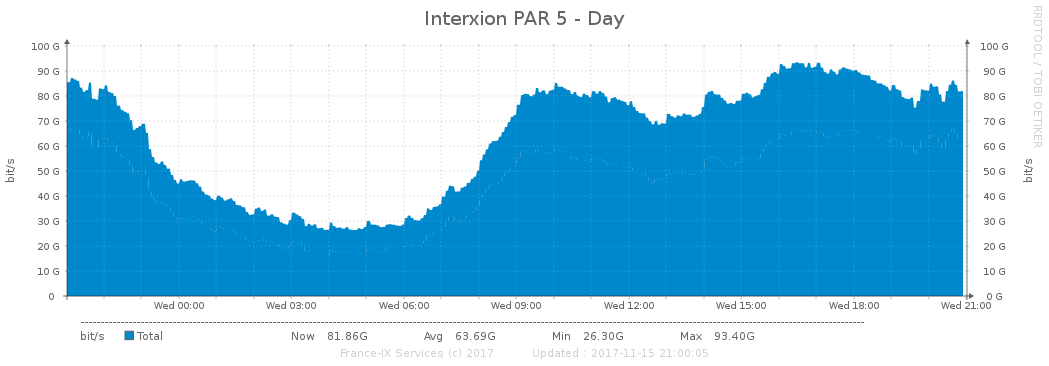 Interxion PAR 5 - Day
RRDTOOL / TOBI OETIKER
bit/s
100 G
90 G
80 G
70 G
60 G
50 G
40 G
30 G
20 G
10 G
0
100 G
90 G
80 G
70 G
60 G
50 G
40 G
30 G
20 G
10 G
0 G
bit/s
Wed 00:00 Wed 03:00 Wed 06:00 Wed 09:00 Wed 12:00 Wed 15:00 Wed 18:00 Wed 21:00
bit/s Total Now 81.86G Avg 63.69G Min 26.30G Max 93.40G
France-IX Services (c) 2017 Updated : 2017-11-15 21:00:05